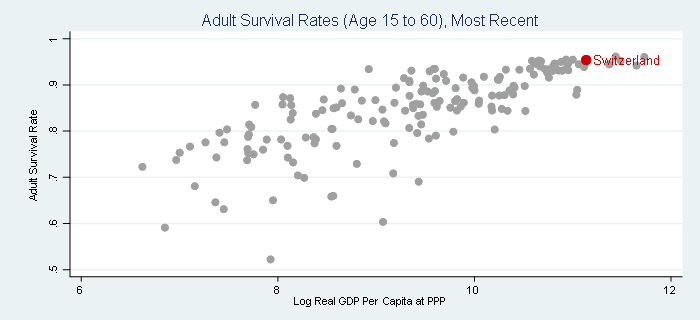 Adult Survival Rates (Age 15 to 60), Most Recent
Adult Survival Rate
1
.9
.8
.7
.6
.5
Switzerland
6
8
10
12
Log Real GDP Per Capita at PPP